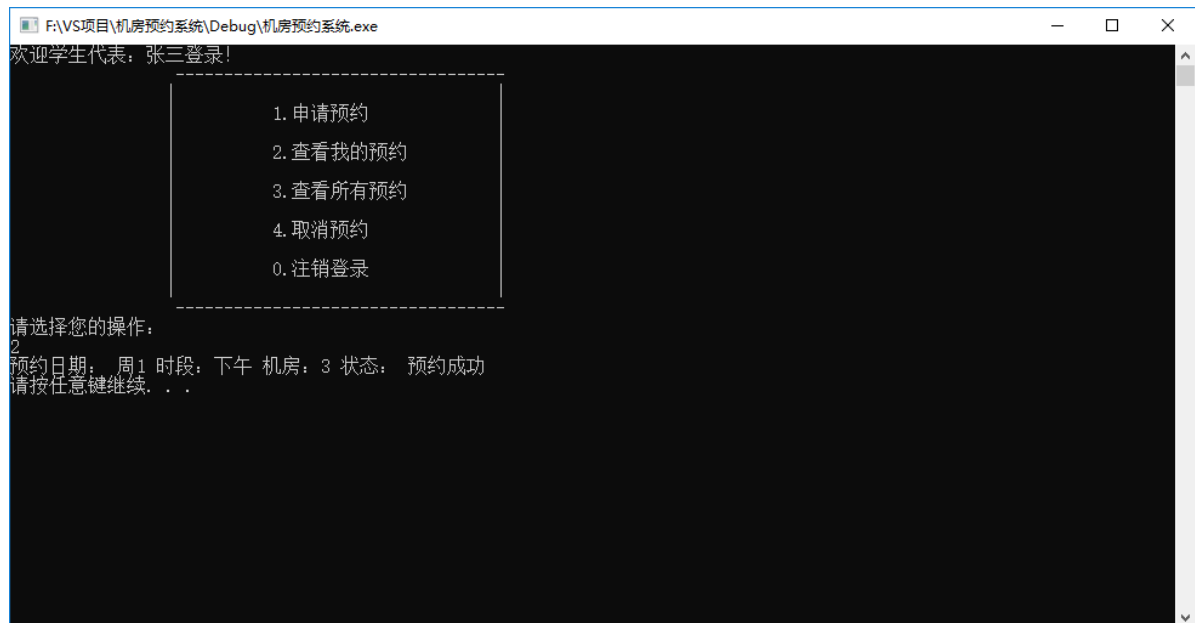 F:\VS项目\机房预约系统\Debug\机房预约系统.exe
欢迎学生代表：张三登录!
----------------------------------
1.申请预约
2.查看我的预约
3.查看所有预约
4.取消预约
0.注销登录
----------------------------------
请选择您的操作：
2
预约日期： 周1 时段：下午 机房：3 状态： 预约成功
请按任意键继续. . .